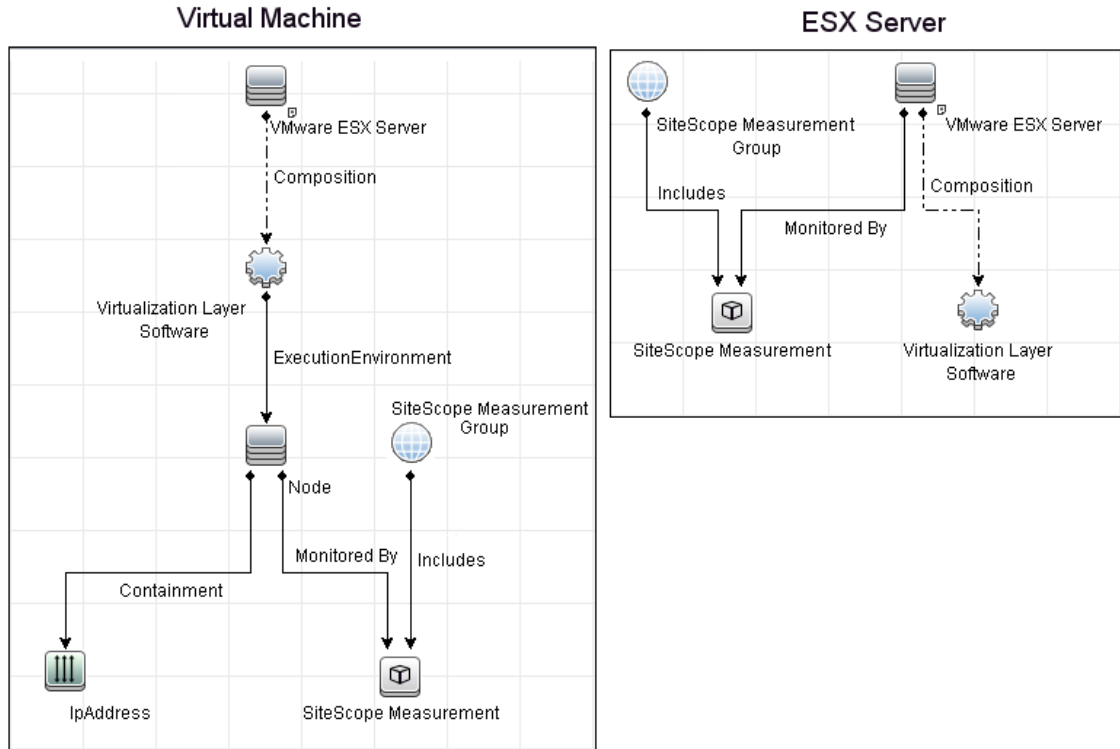 Virtual Machine
VMware ESX Server
Composition
Virtualization Layer
Software
ExecutionEnvironment
SiteScope Measurement
Group
Node
Monitored By
Includes
Containment
IpAddress
SiteScope Measurement
ESX Server
SiteScope Measurement
Group
VMware ESX Server
Includes
Composition
Monitored By
SiteScope Measurement
Virtualization Layer
Software